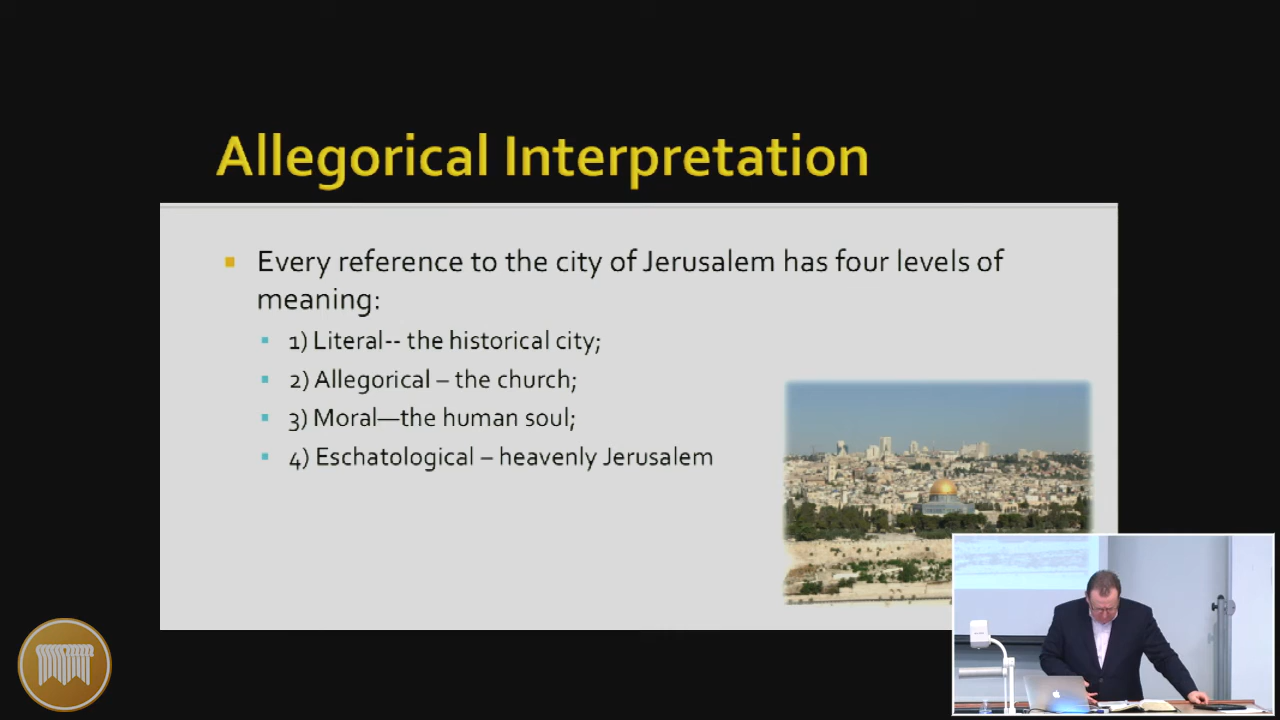 Allegorical Interpretation
Every reference to the city of Jerusalem has four levels of
meaning:
1) Literal-- the historical city;
2) Allegorical – the church;
3) Moral—the human soul;
4) Eschatological – heavenly Jerusalem